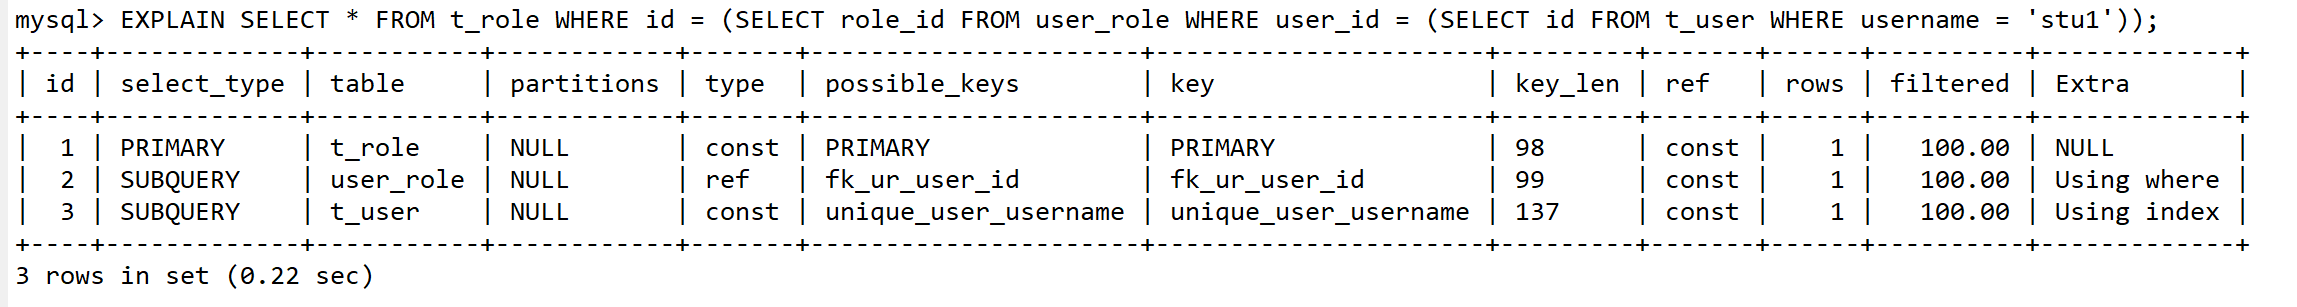 mysql> EXPLAIN SELECT * FROM t_role WHERE id = (SELECT role_id FROM user_role WHERE user_id = (SELECT id FROM t_user WHERE username = 'stu1'));
+----+-------------+-----------+------------+-------+----------------------+----------------------+---------+-------+------+----------+-------------+
| id | select_type | table     | partitions | type  | possible_keys        | key                  | key_len | ref   | rows | filtered | Extra       |
+----+-------------+-----------+------------+-------+----------------------+----------------------+---------+-------+------+----------+-------------+
|  1 | PRIMARY     | t_role    | NULL       | const | PRIMARY              | PRIMARY              | 98      | const |    1 |   100.00 | NULL        |
|  2 | SUBQUERY    | user_role | NULL       | ref   | fk_ur_user_id        | fk_ur_user_id        | 99      | const |    1 |   100.00 | Using where |
|  3 | SUBQUERY    | t_user    | NULL       | const | unique_user_username | unique_user_username | 137     | const |    1 |   100.00 | Using index |
+----+-------------+-----------+------------+-------+----------------------+----------------------+---------+-------+------+----------+-------------+
3 rows in set (0.22 sec)